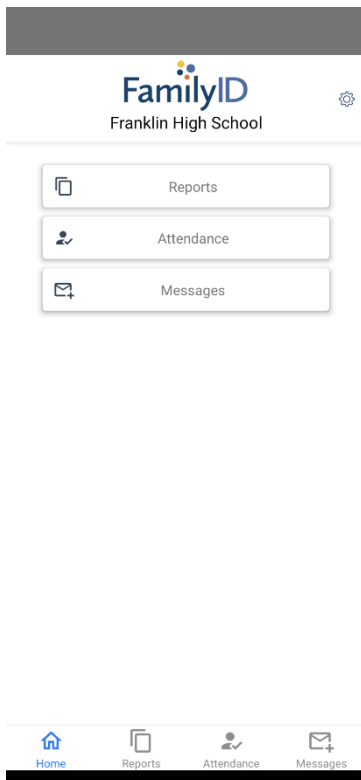 FamilyID
Franklin High School
Reports
Attendance
Messages
Home Reports Attendance Messages